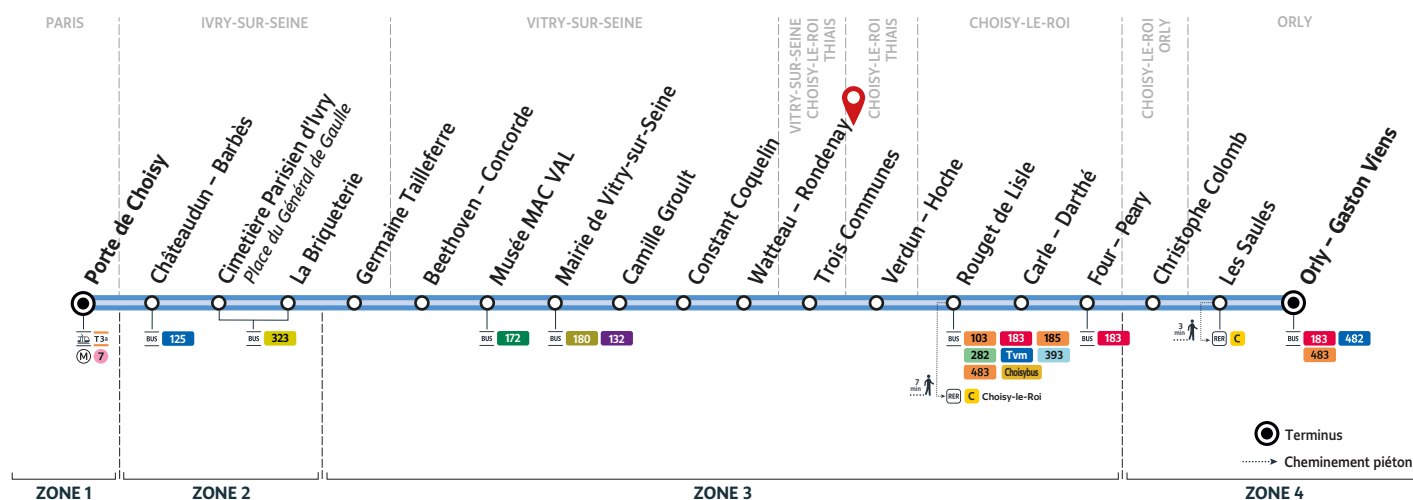 PARIS
IVRY-SUR-SEINE
VITRY-SUR-SEINE
VITRY-SUR-SEINE
CHOISY-LE-ROI
THIAIS
CHOISY-LE-ROI
THIAIS
CHOISY-LE-ROI
CHOISY-LE-ROI
ORLY
ORLY
Porte de Choisy
Châteaudun – Barbès
Cimetière Parisien d'Ivry
Place du Général de Gaulle
La Briqueterie
Germaine Tailleferre
Beethoven – Concorde
Musée MAC VAL
Mairie de Vitry-sur-Seine
Camille Groult
Constant Coquelin
Watteau – Rondenay
Trois Communes
Verdun – Hoche
Rouget de Lisle
Carle – Darthé
Four – Peary
Christophe Colomb
Les Saules
Orly – Gaston Viens
T3a
M 7
BUS 125
BUS 323
BUS 172
BUS 180 132
BUS 103 183 185
282 Tvm 393
483 Choisybus
7 min
RER C Choisy-le-Roi
BUS 183
3 min
RER C
BUS 183 482
483
Terminus
Cheminement piéton
ZONE 1
ZONE 2
ZONE 3
ZONE 4